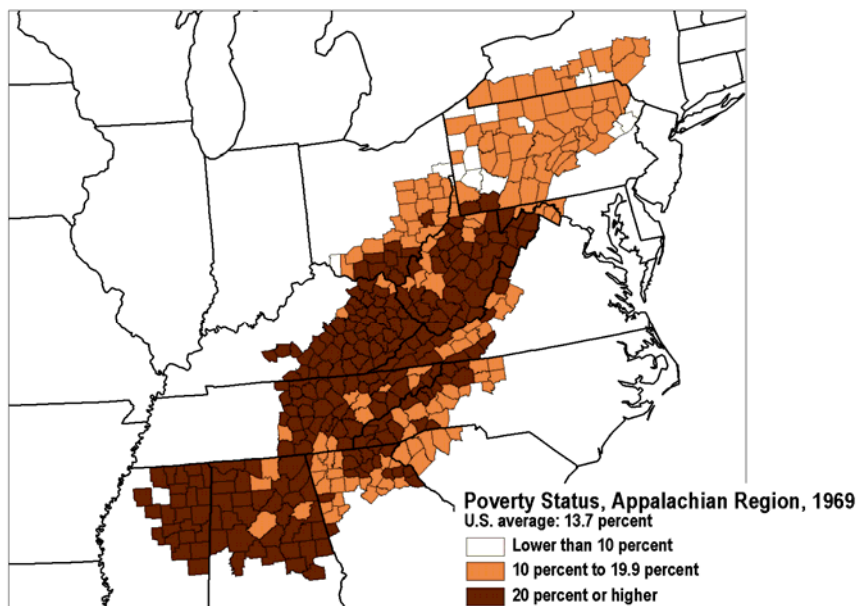 Poverty Status, Appalachian Region, 1969
U.S. average: 13.7 percent
Lower than 10 percent
10 percent to 19.9 percent
20 percent or higher